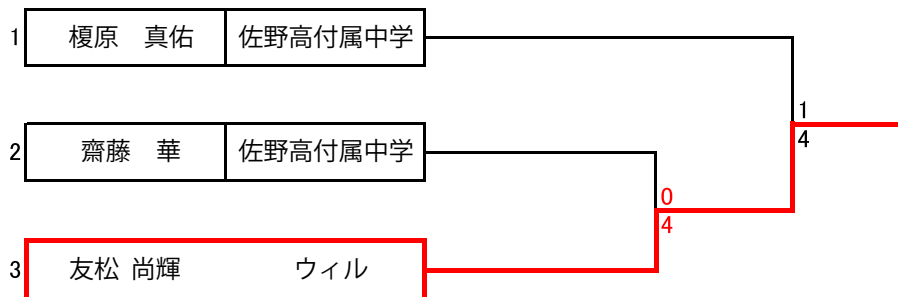 1 榎原　真佑 佐野高付属中学
1
4
2 齋藤　華 佐野高付属中学
0
4
3 友松 尚輝 ウィル